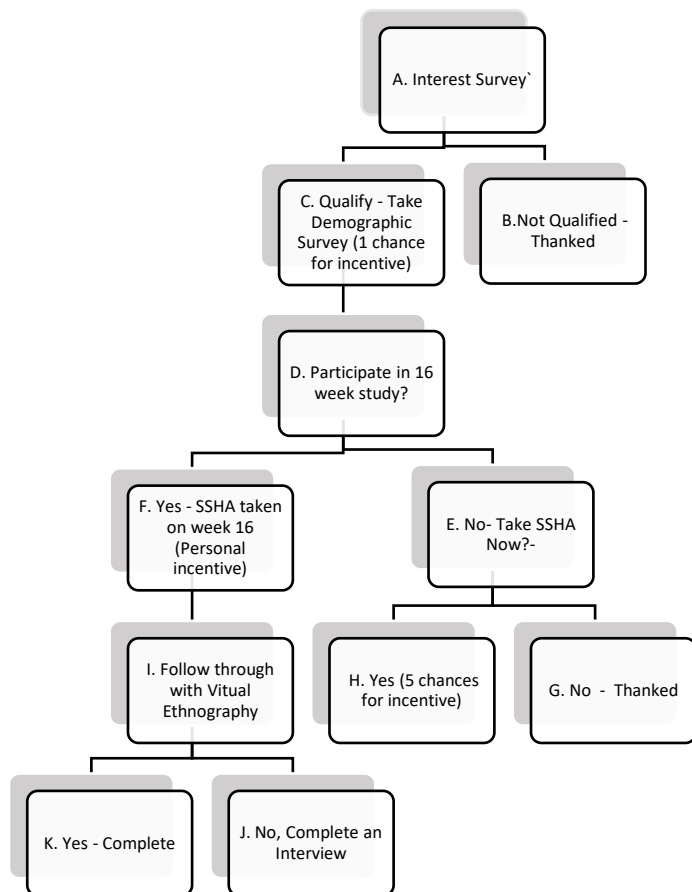 A. Interest Survey`
C. Qualify - Take
Demographic
Survey (1 chance
for incentive)
B.Not Qualified -
Thanked
D. Participate in 16
week study?
F. Yes - SSHA taken
on week 16
(Personal
incentive)
E. No- Take SSHA
Now?-
I. Follow through
with Vitual
Ethnography
H. Yes (5 chances
for incentive)
G. No - Thanked
K. Yes - Complete
J. No, Complete an
Interview